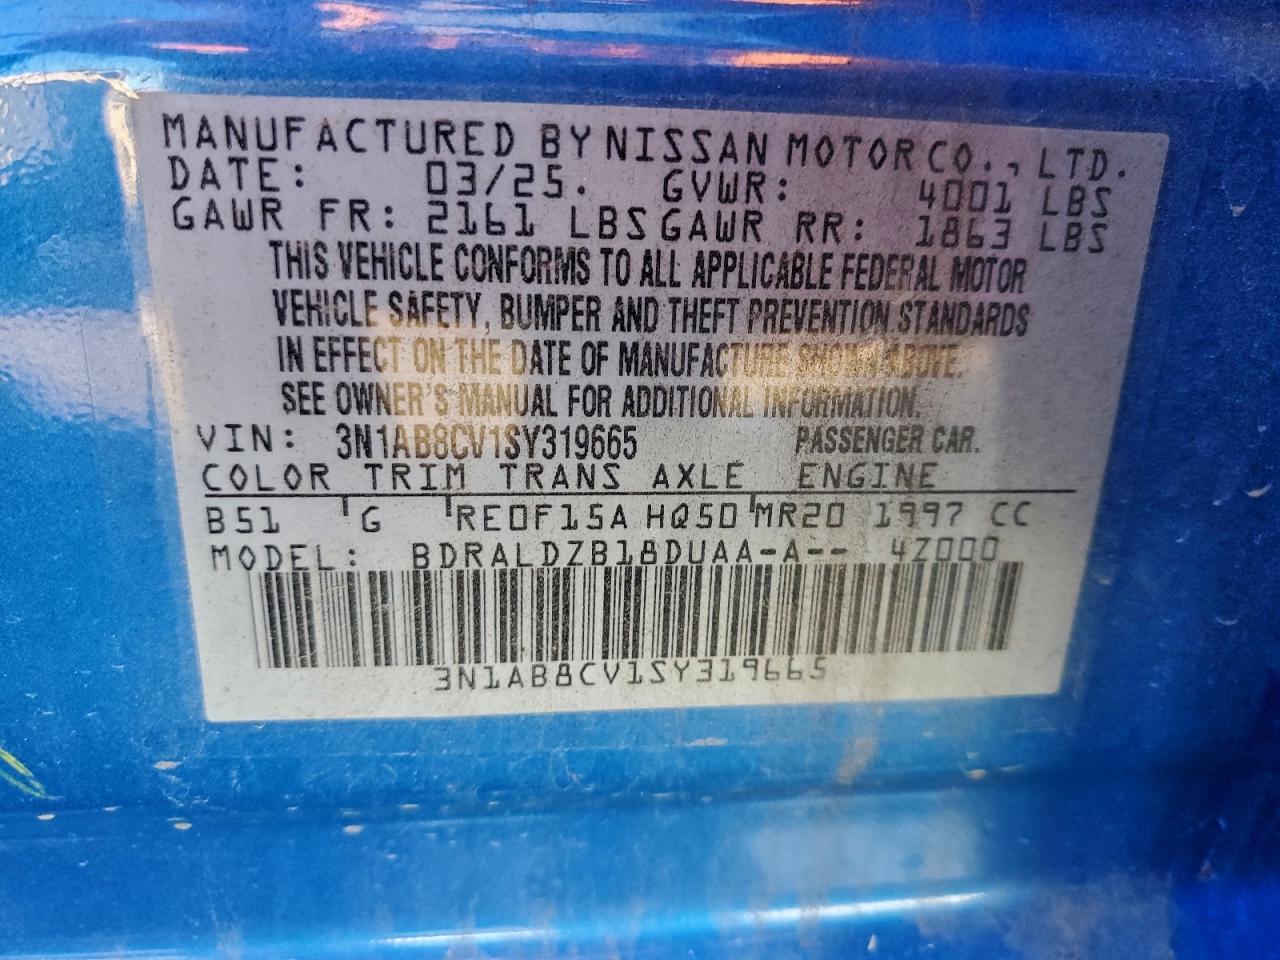 MANUFACTURED BY NISSAN MOTOR CO., LTD.
DATE: 03/25. GVWR: 4001 LBS
GAWR FR: 2161 LBS GAWR RR: 1863 LBS
THIS VEHICLE CONFORMS TO ALL APPLICABLE FEDERAL MOTOR
VEHICLE SAFETY, BUMPER AND THEFT PREVENTION STANDARDS
IN EFFECT ON THE DATE OF MANUFACTURE SHOWN ABOVE.
SEE OWNER'S MANUAL FOR ADDITIONAL INFORMATION.
VIN: 3N1AB8CV1SY319665 PASSENGER CAR.
COLOR TRIM TRANS AXLE ENGINE
B51 G RE0F15A HQ50 MR20 1997 CC
MODEL: BDRALDZB18DUAA-A-- 4Z000
3N1AB8CV1SY319665